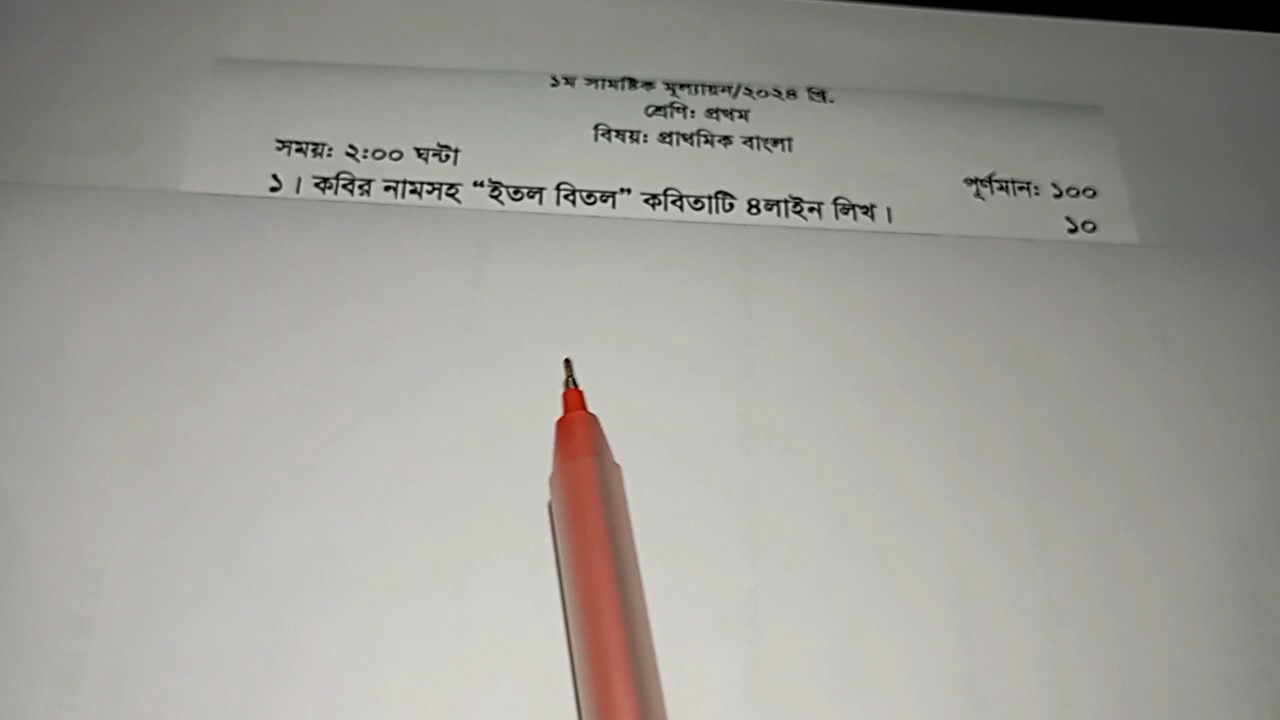 ১ম সামষ্টিক মূল্যায়ন/২০২৪ খ্রি.
শ্রেণি: প্রথম
বিষয়: প্রাথমিক বাংলা
সময়: ২:০০ ঘন্টা
পূর্ণমান: ১০০
১। কবির নামসহ “ইতল বিতল” কবিতাটি ৪লাইন লিখ।
১০